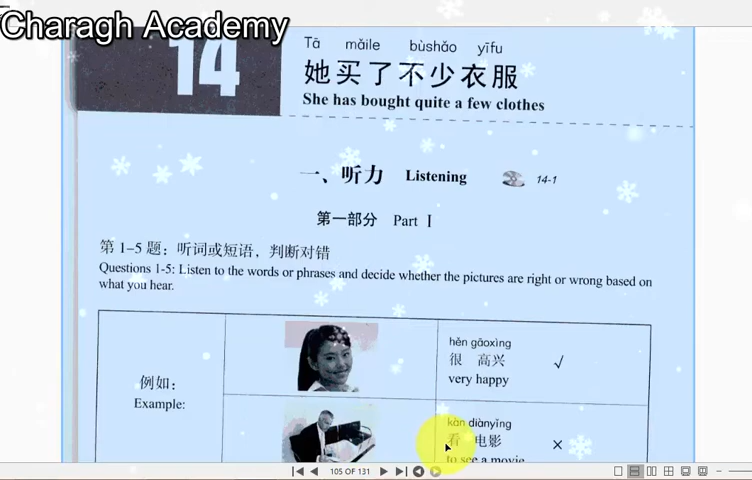 Charagh Academy
14
Tā mǎile bùshǎo yīfu
她买了不少衣服
She has bought quite a few clothes
一、听力 Listening 14-1
第一部分 Part Ⅰ
第 1-5 题：听词或短语，判断对错
Questions 1-5: Listen to the words or phrases and decide whether the pictures are right or wrong based on
what you hear.
例如：
Example:
hěn gāoxìng
很 高兴 √
very happy
kàn diànyǐng
看 电影 ×
to see a movie
105 OF 131